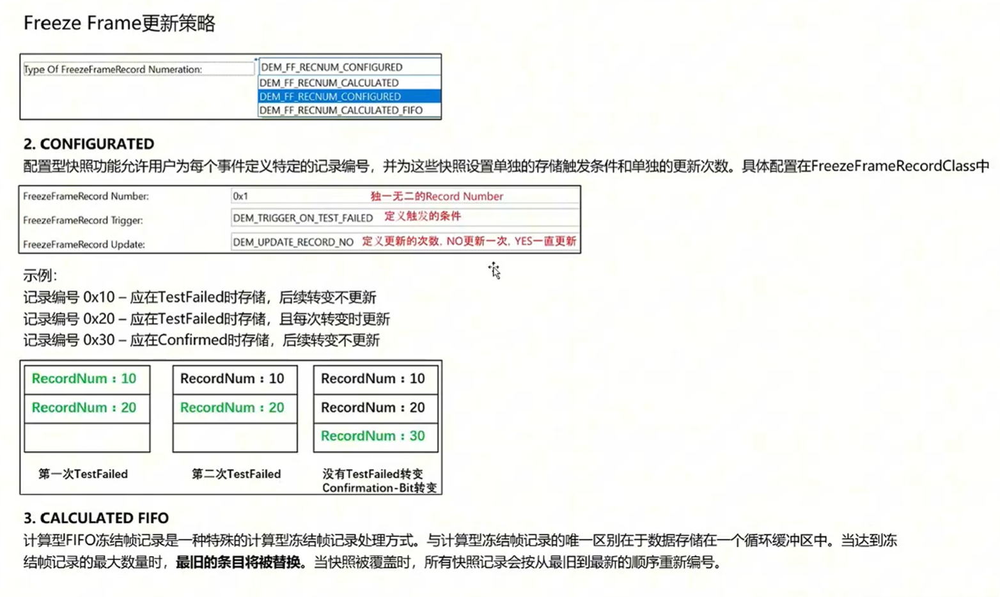 Freeze Frame更新策略
Type Of FreezeFrameRecord Numeration:
DEM_FF_RECNUM_CONFIGURED
DEM_FF_RECNUM_CALCULATED
DEM_FF_RECNUM_CONFIGURED
DEM_FF_RECNUM_CALCULATED_FIFO
2. CONFIGURATED
配置型快照功能允许用户为每个事件定义特定的记录编号，并为这些快照设置单独的存储触发条件和单独的更新次数。具体配置在FreezeFrameRecordClass中
FreezeFrameRecord Number: 0x1 独一无二的Record Number
FreezeFrameRecord Trigger: DEM_TRIGGER_ON_TEST_FAILED 定义触发的条件
FreezeFrameRecord Update: DEM_UPDATE_RECORD_NO 定义更新的次数, NO更新一次, YES一直更新
示例：
记录编号 0x10 – 应在TestFailed时存储，后续转变不更新
记录编号 0x20 – 应在TestFailed时存储，且每次转变时更新
记录编号 0x30 – 应在Confirmed时存储，后续转变不更新
RecordNum：10 RecordNum：10 RecordNum：10
RecordNum：20 RecordNum：20 RecordNum：20
RecordNum：30
第一次TestFailed 第二次TestFailed 没有TestFailed转变
Confirmation-Bit转变
3. CALCULATED FIFO
计算型FIFO冻结帧记录是一种特殊的计算型冻结帧记录处理方式。与计算型冻结帧记录的唯一区别在于数据存储在一个循环缓冲区中。当达到冻
结帧记录的最大数量时，最旧的条目将被替换。当快照被覆盖时，所有快照记录会按从最旧到最新的顺序重新编号。